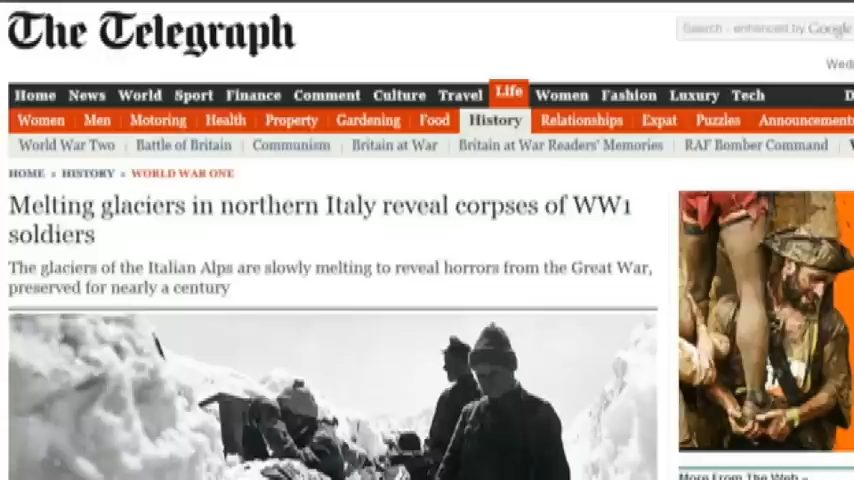 The Telegraph
Search - enhanced by Google
Wed
Home News World Sport Finance Comment Culture Travel Life Women Fashion Luxury Tech D
Women Men Motoring Health Property Gardening Food History Relationships Expat Puzzles Announcements
World War Two Battle of Britain Communism Britain at War Britain at War Readers' Memories RAF Bomber Command
HOME » HISTORY » WORLD WAR ONE
Melting glaciers in northern Italy reveal corpses of WW1
soldiers
The glaciers of the Italian Alps are slowly melting to reveal horrors from the Great War,
preserved for nearly a century
More From The Web